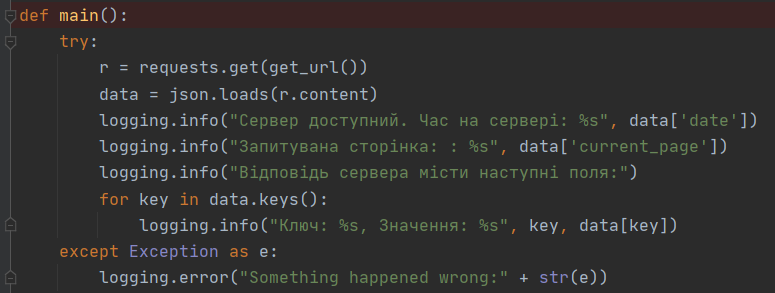 def main():
    try:
        r = requests.get(get_url())
        data = json.loads(r.content)
        logging.info("Сервер доступний. Час на сервері: %s", data['date'])
        logging.info("Запитувана сторінка: : %s", data['current_page'])
        logging.info("Відповідь сервера місти наступні поля:")
        for key in data.keys():
            logging.info("Ключ: %s, Значення: %s", key, data[key])
    except Exception as e:
        logging.error("Something happened wrong:" + str(e))